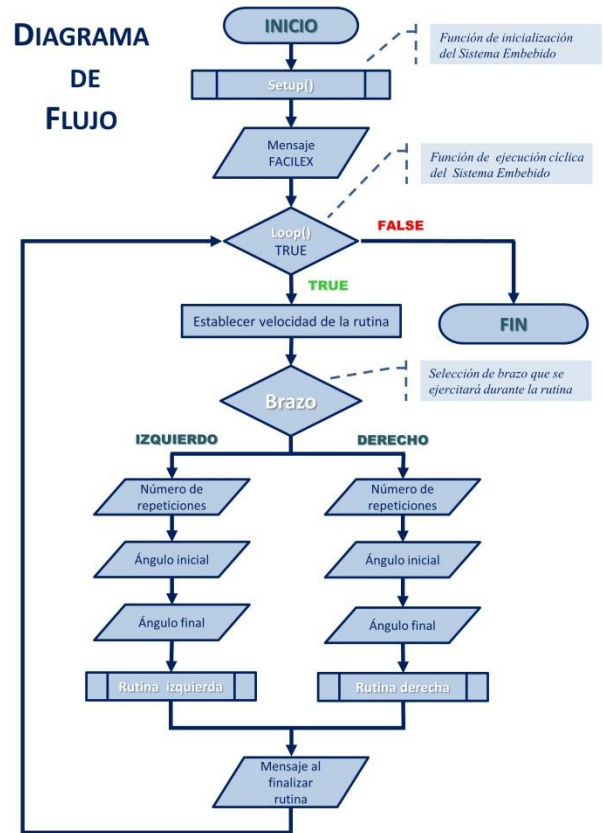 DIAGRAMA
DE
FLUJO
INICIO
Función de inicialización
del Sistema Embebido
Setup()
Mensaje
FACILEX
Función de ejecución cíclica
del Sistema Embebido
Loop()
TRUE
FALSE
TRUE
FIN
Establecer velocidad de la rutina
Selección de brazo que se
ejercitará durante la rutina
Brazo
IZQUIERDO
DERECHO
Número de
repeticiones
Número de
repeticiones
Ángulo inicial
Ángulo inicial
Ángulo final
Ángulo final
Rutina izquierda
Rutina derecha
Mensaje al
finalizar
rutina